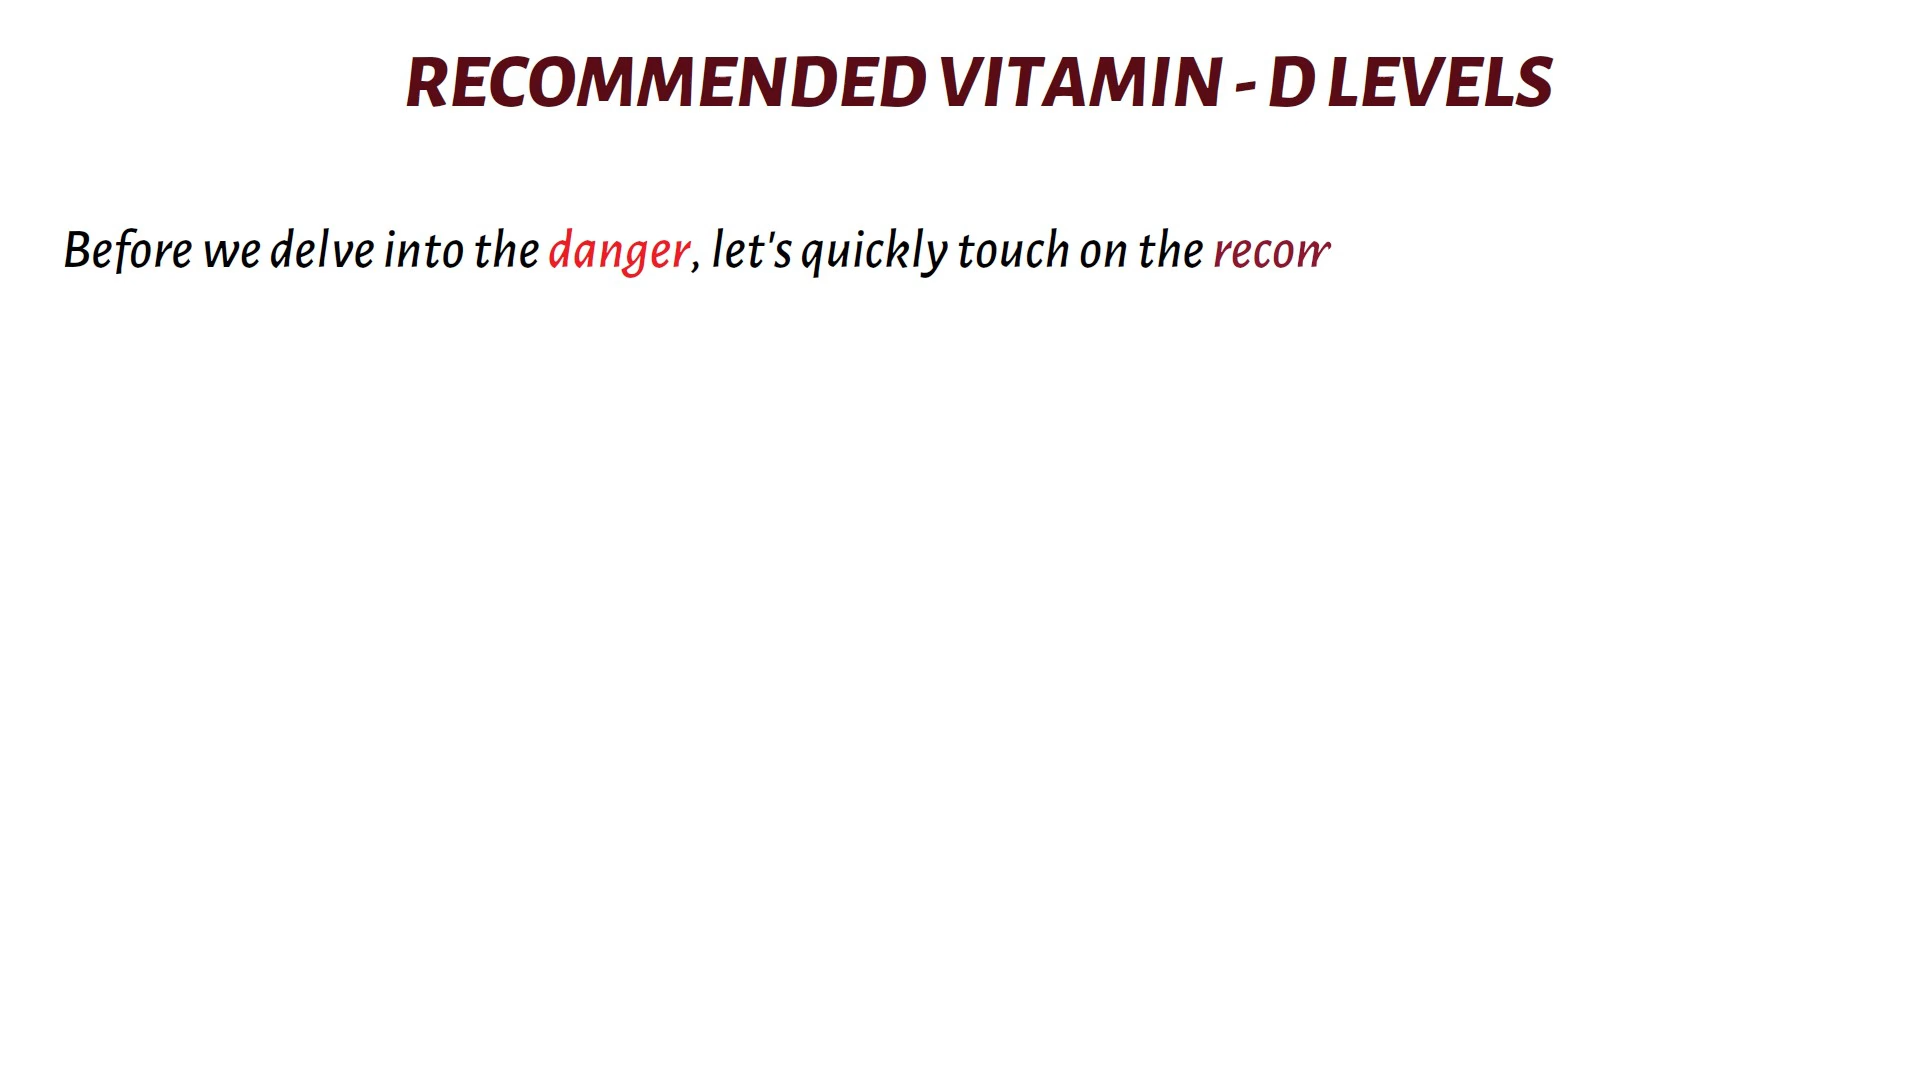 RECOMMENDED VITAMIN - D LEVELS
Before we delve into the danger, let's quickly touch on the recom